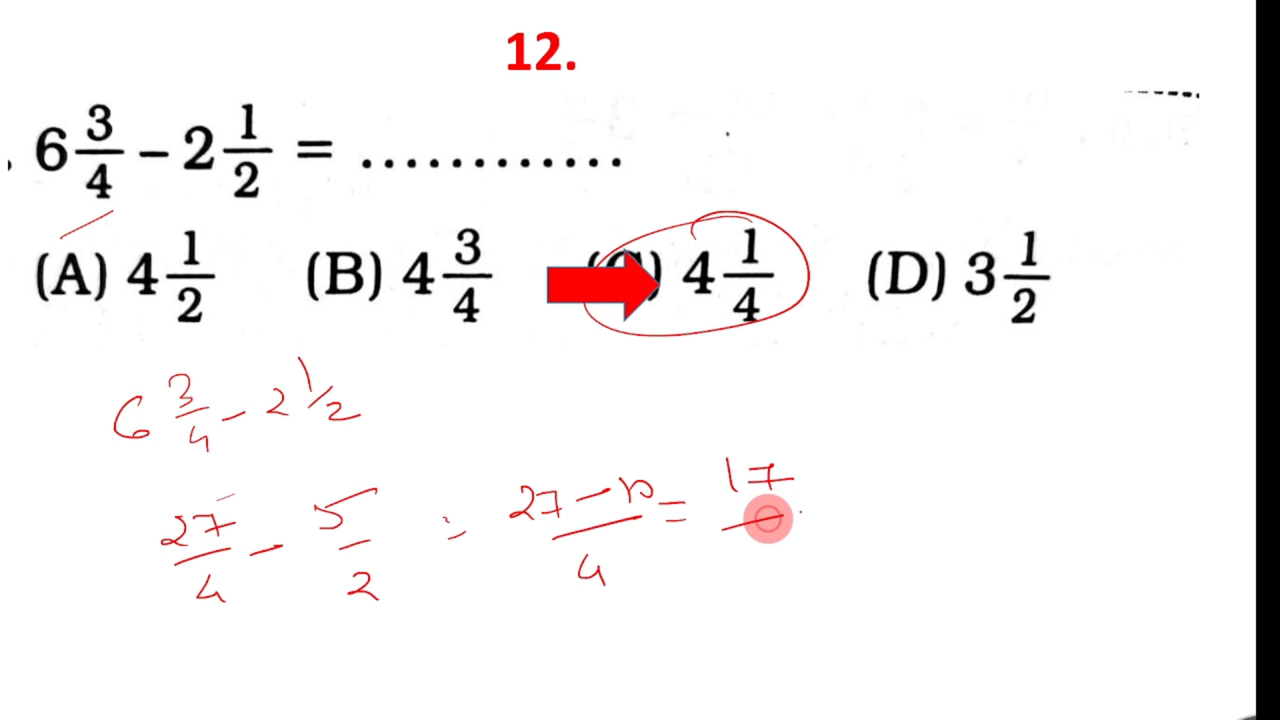 12.
6 3/4 – 2 1/2 = ............
(A) 4 1/2 (B) 4 3/4 (C) 4 1/4 (D) 3 1/2
6 3/4 - 2 1/2
27/4 - 5/2 = 27 - 10/4 = 17/